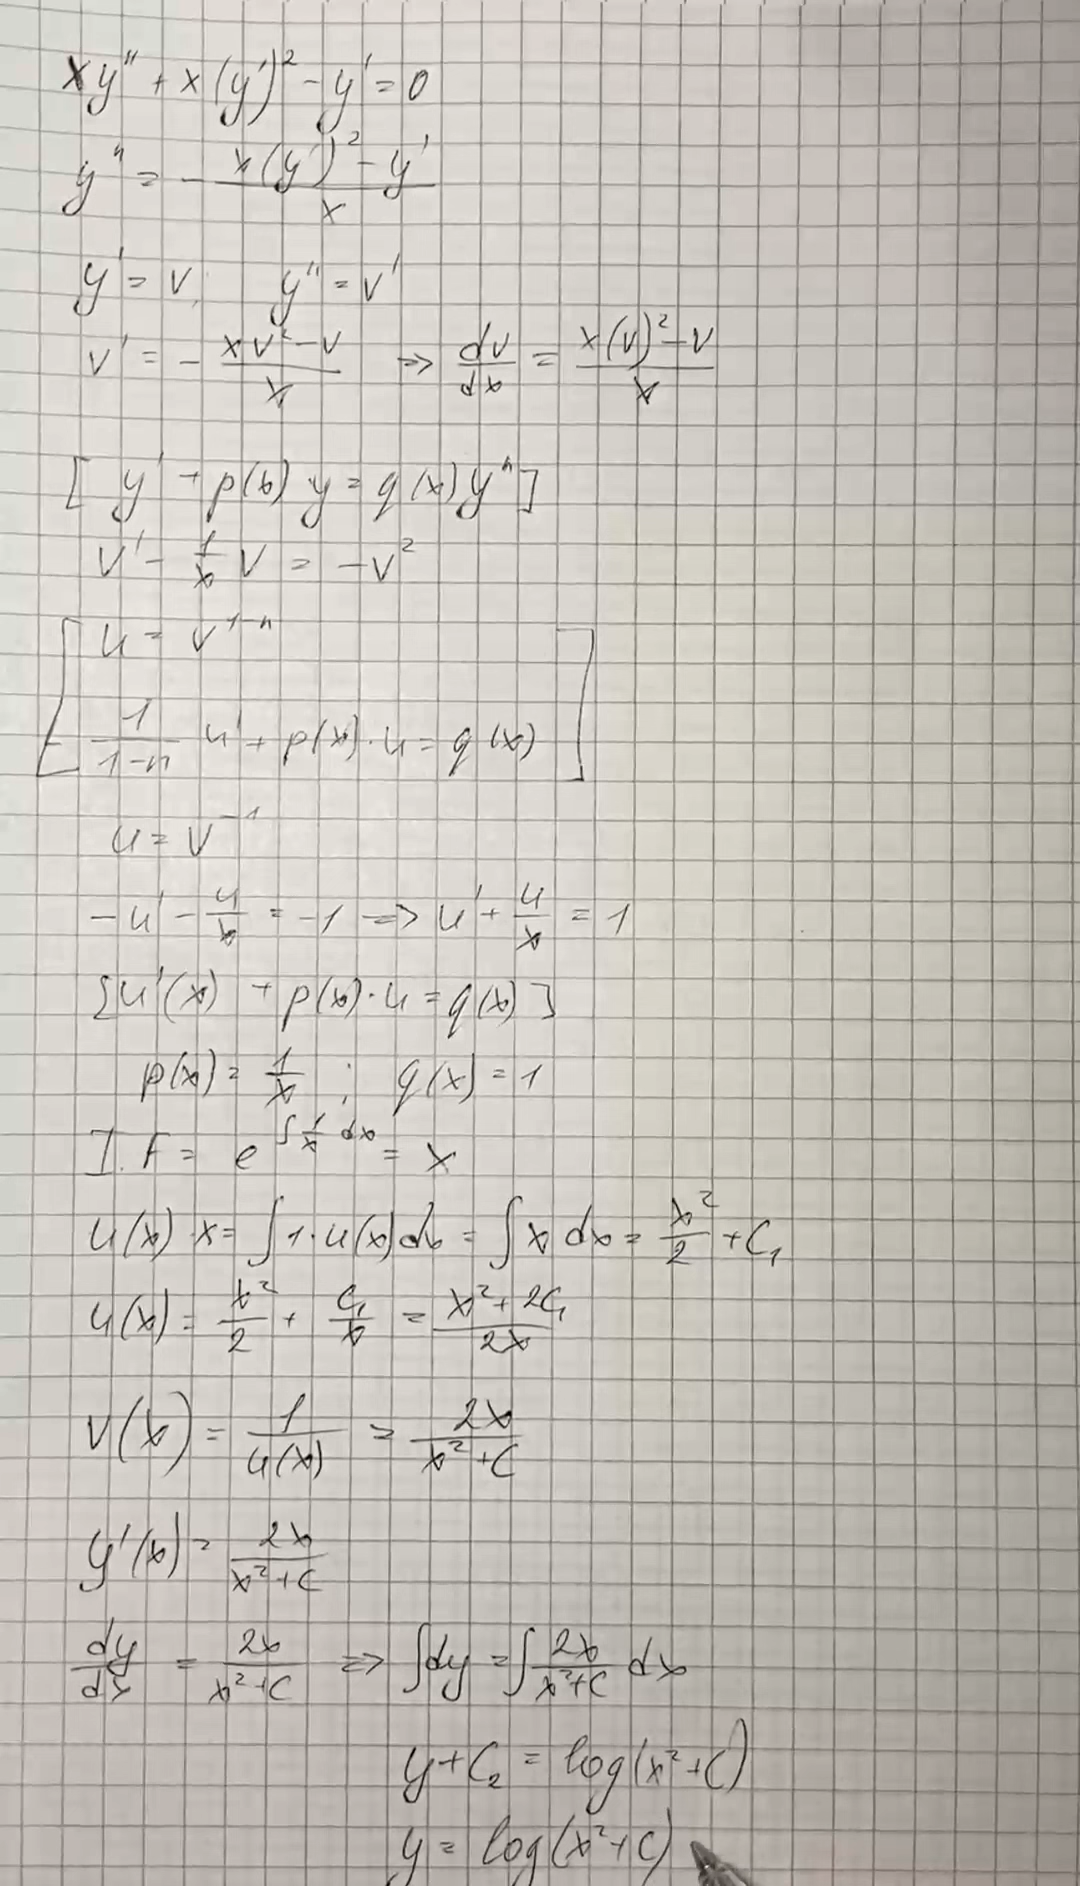 xy" + x(y')² - y' = 0
y" = - x(y')² - y' / x
y' = v, y" = v'
v' = - xv² - v / x => dv/dx = x(v)² - v / x
[ y' + p(x) y = q(x) yⁿ ]
v' - 1/x v = -v²
u = v¹⁻ⁿ
1/1-n u' + p(x)·u = q(x)
u = v⁻¹
-u' - u/x = -1 => u' + u/x = 1
[u'(x) + p(x)·u = q(x)]
p(x) = 1/x ; q(x) = 1
I.F = e^∫1/x dx = x
u(x) x = ∫1·u(x)dx = ∫x dx = x²/2 + C₁
u(x) = x²/2 + C₁/x = x² + 2C₁ / 2x
v(x) = 1/u(x) = 2x / x² + C
y'(x) = 2x / x² + C
dy/dx = 2x / x² + C => ∫dy = ∫ 2x / x² + C dx
y + C₂ = log(x² + C)
y = log(x² + C)